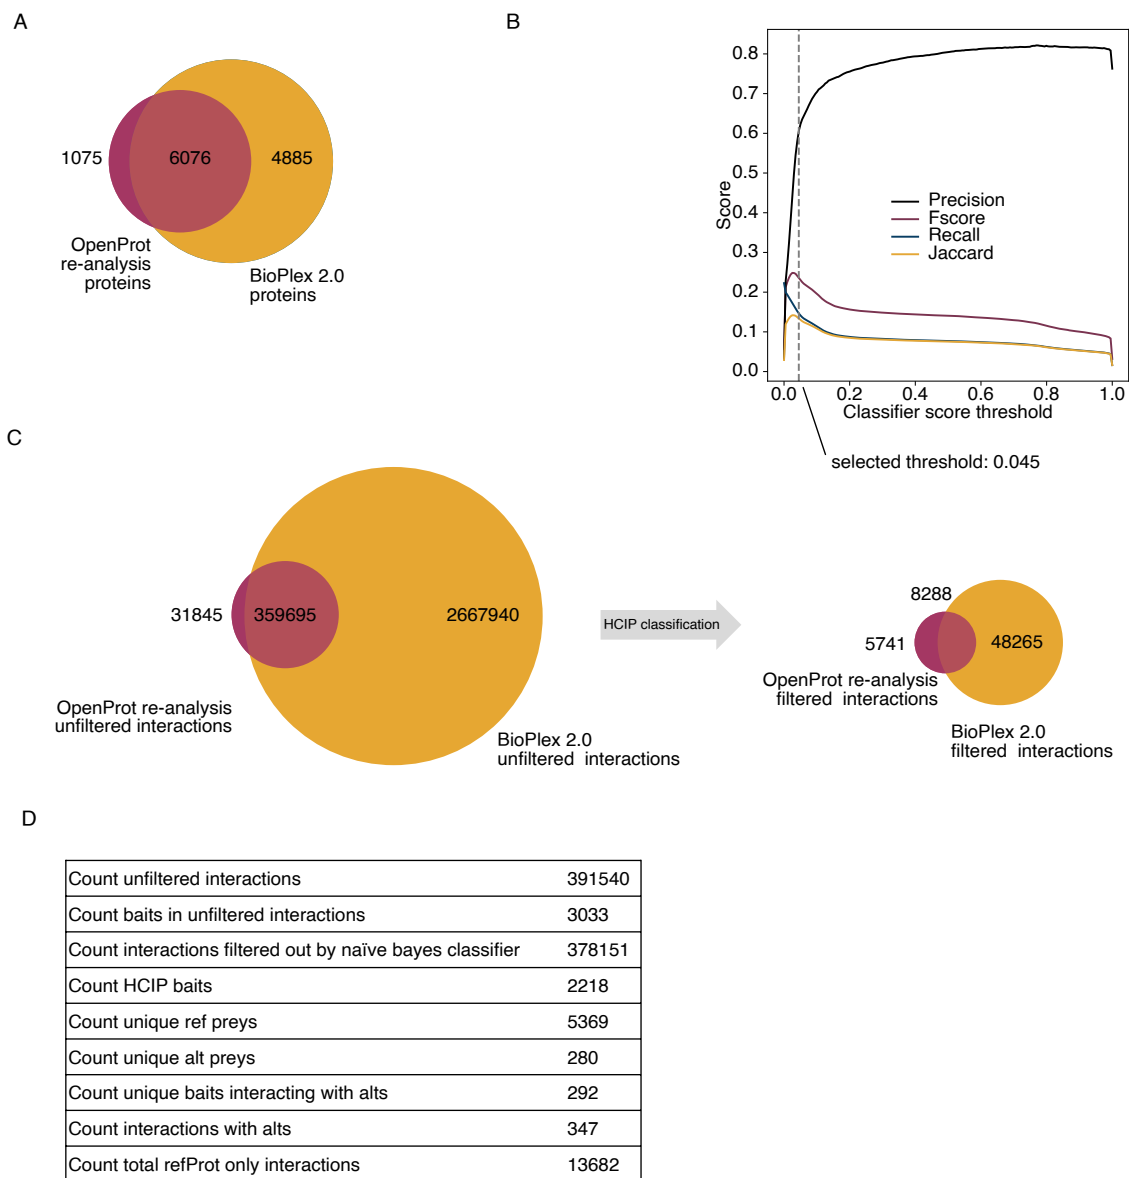 A
1075
6076
4885
OpenProt
re-analysis
proteins
BioPlex 2.0
proteins
B
Score
0.8
0.7
0.6
0.5
0.4
0.3
0.2
0.1
0.0
Precision
Fscore
Recall
Jaccard
0.0 0.2 0.4 0.6 0.8 1.0
Classifier score threshold
selected threshold: 0.045
C
31845
359695
2667940
OpenProt re-analysis
unfiltered interactions
BioPlex 2.0
unfiltered interactions
HCIP classification
8288
5741
48265
OpenProt re-analysis
filtered interactions
BioPlex 2.0
filtered interactions
D
Count unfiltered interactions 391540
Count baits in unfiltered interactions 3033
Count interactions filtered out by naïve bayes classifier 378151
Count HCIP baits 2218
Count unique ref preys 5369
Count unique alt preys 280
Count unique baits interacting with alts 292
Count interactions with alts 347
Count total refProt only interactions 13682